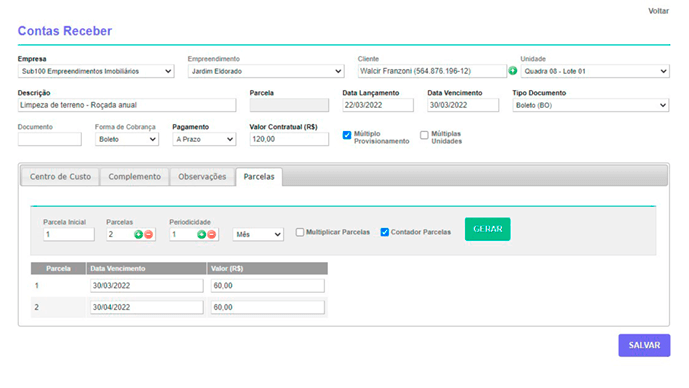 Voltar
Contas Receber
Empresa Empreendimento Cliente Unidade
Sub100 Empreendimentos Imobiliários Jardim Eldorado Walcir Franzoni (564.876.196-12) Quadra 08 - Lote 01
Descrição Parcela Data Lançamento Data Vencimento Tipo Documento
Limpeza de terreno - Roçada anual 22/03/2022 30/03/2022 Boleto (BO)
Documento Forma de Cobrança Pagamento Valor Contratual (R$) Múltiplo Múltiplas
Provisionamento Unidades
Boleto A Prazo 120,00
Centro de Custo Complemento Observações Parcelas
Parcela Inicial Parcelas Periodicidade
1 2 1 Mês Multiplicar Parcelas Contador Parcelas GERAR
Parcela Data Vencimento Valor (R$)
1 30/03/2022 60,00
2 30/04/2022 60,00
SALVAR